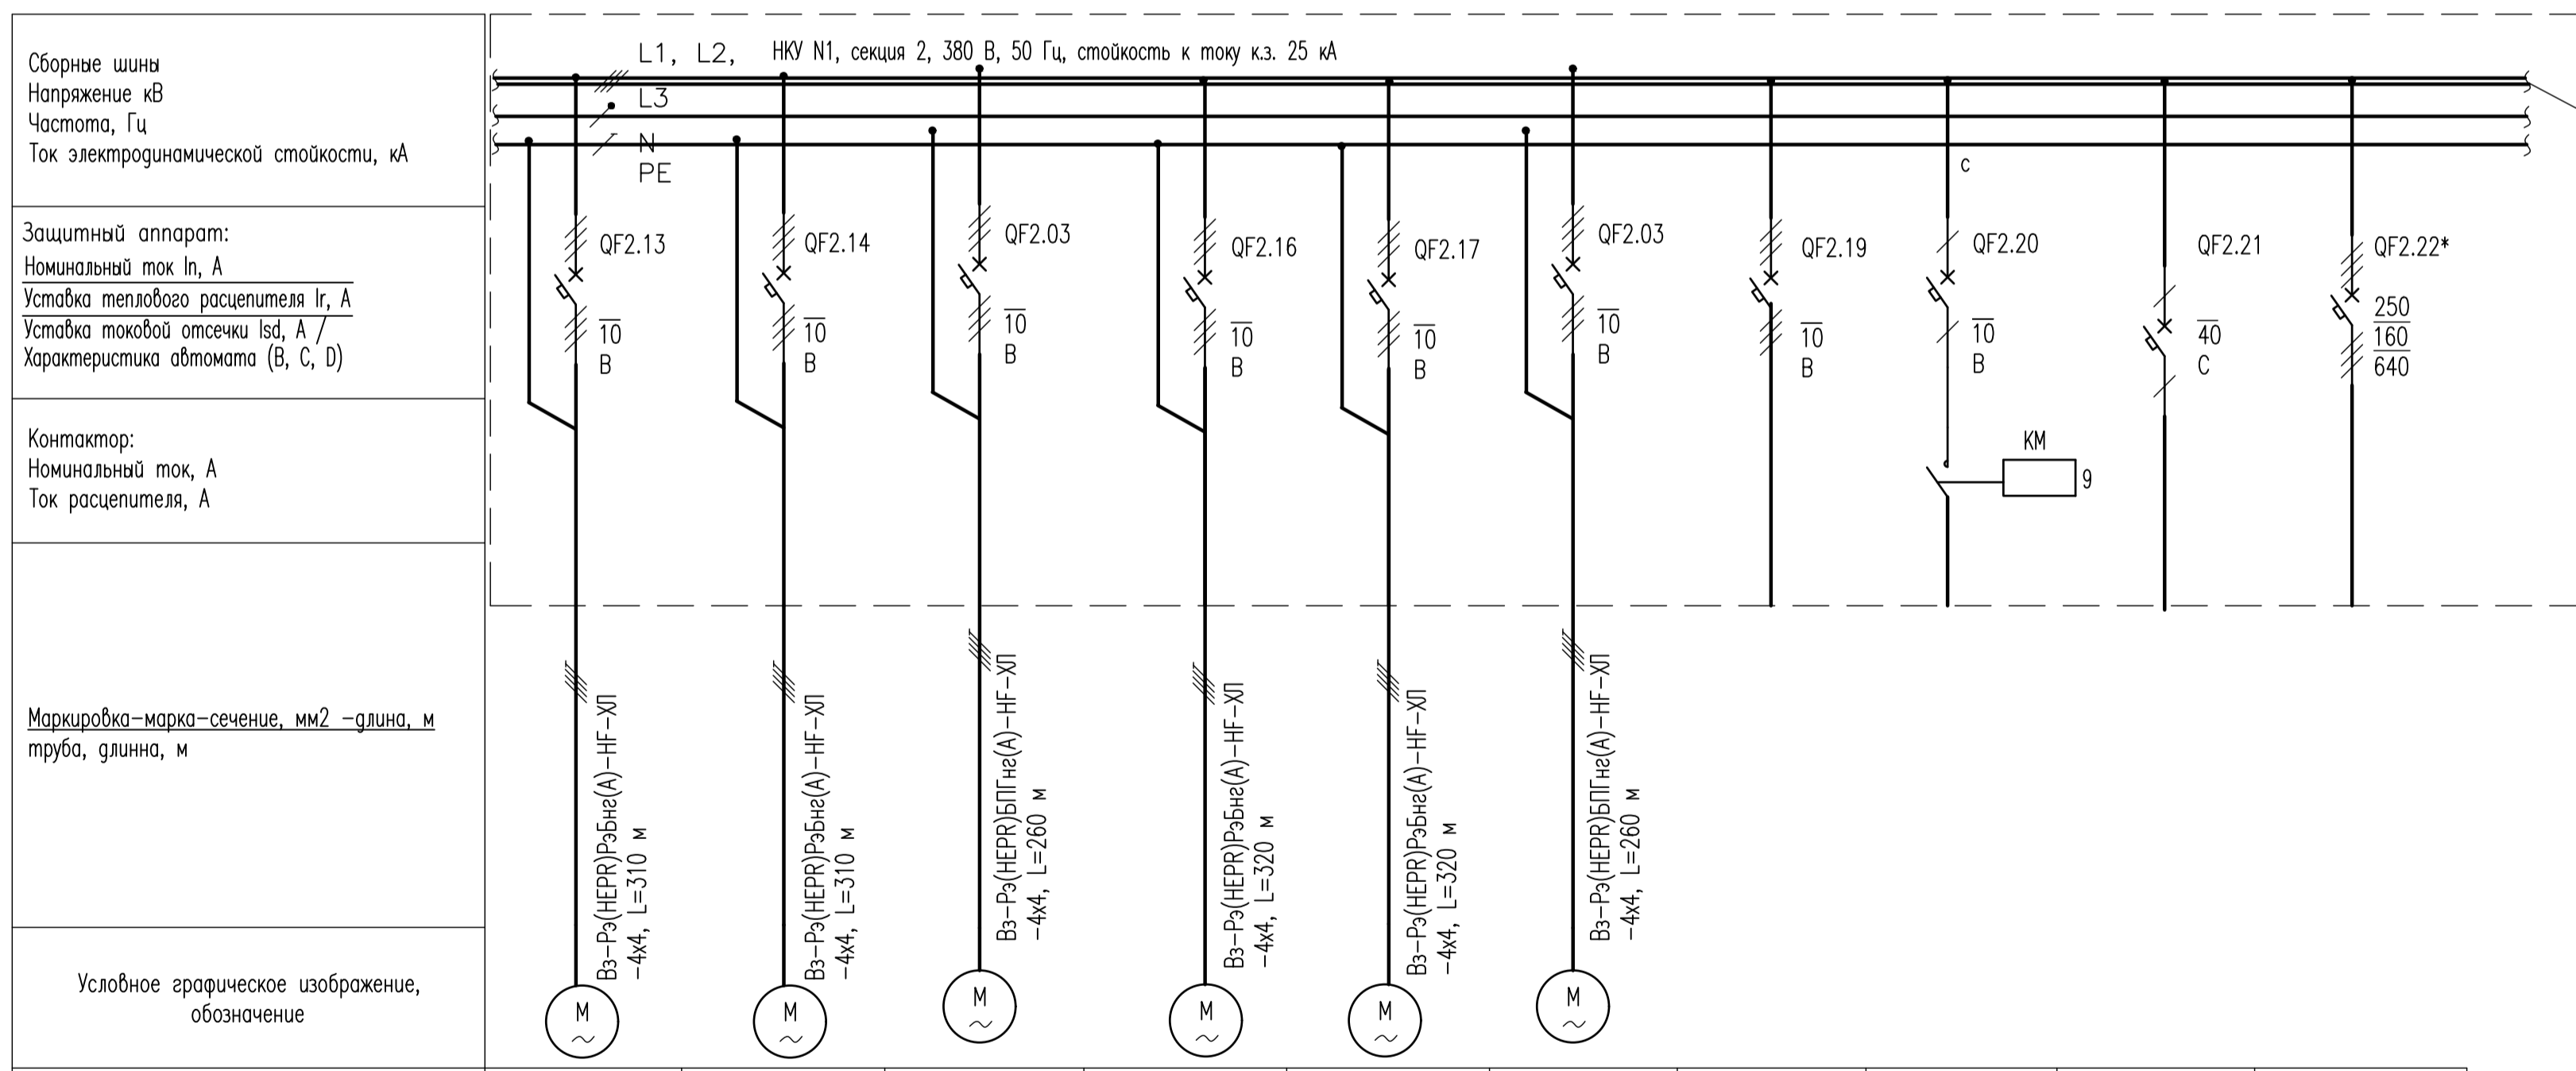 Сборные шины
Напряжение кВ
Частота, Гц
Ток электродинамической стойкости, кА
Защитный аппарат:
Номинальный ток In, А
Уставка теплового расцепителя Ir, А
Уставка токовой отсечки Isd, А /
Характеристика автомата (B, C, D)
Контактор:
Номинальный ток, А
Ток расцепителя, А
Маркировка-марка-сечение, мм2 -длина, м
труба, длинна, м
Условное графическое изображение,
обозначение
L1, L2,
НКУ N1, секция 2, 380 В, 50 Гц, стойкость к току к.з. 25 кА
L3
N
PE
QF2.13
10
B
Вз-Рэ(HEPR)РэБнг(А)-HF-ХЛ
-4х4, L=310 м
M
~
QF2.14
10
B
Вз-Рэ(HEPR)РэБнг(А)-HF-ХЛ
-4х4, L=310 м
M
~
QF2.03
10
B
Вз-Рэ(HEPR)БПГнг(А)-HF-ХЛ
-4х4, L=260 м
M
~
QF2.16
10
B
Вз-Рэ(HEPR)РэБнг(А)-HF-ХЛ
-4х4, L=320 м
M
~
QF2.17
10
B
Вз-Рэ(HEPR)РэБнг(А)-HF-ХЛ
-4х4, L=320 м
M
~
QF2.03
10
B
Вз-Рэ(HEPR)БПГнг(А)-HF-ХЛ
-4х4, L=260 м
M
~
QF2.19
10
B
c
QF2.20
10
B
KM
9
QF2.21
40
C
QF2.22*
250
160
640